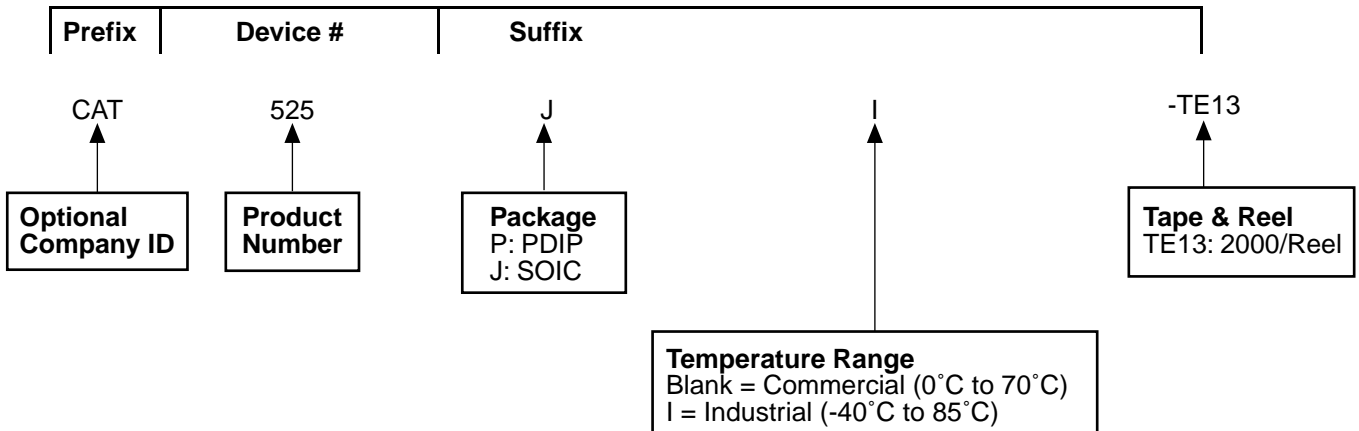 Prefix Device # Suffix
CAT 525 J I -TE13
Optional
Company ID
Product
Number
Package
P: PDIP
J: SOIC
Tape & Reel
TE13: 2000/Reel
Temperature Range
Blank = Commercial (0˚C to 70˚C)
I = Industrial (-40˚C to 85˚C)